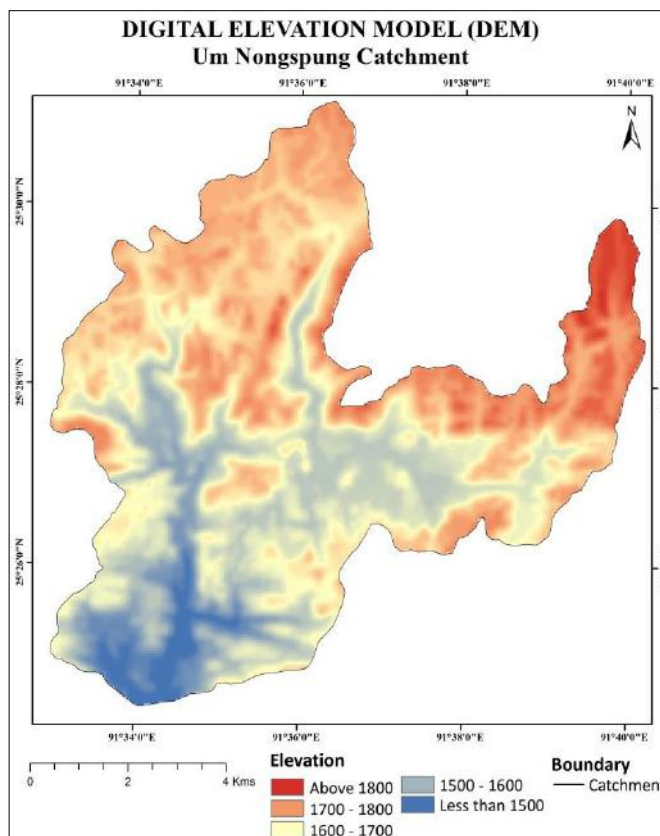 DIGITAL ELEVATION MODEL (DEM)
Um Nongspung Catchment
91°34'0"E 91°36'0"E 91°38'0"E 91°40'0"E
N
25°30'0"N
25°28'0"N
25°26'0"N
91°34'0"E 91°36'0"E 91°38'0"E 91°40'0"E
0 2 4 Kms
Elevation
Above 1800
1700 - 1800
1600 - 1700
1500 - 1600
Less than 1500
Boundary
Catchmen